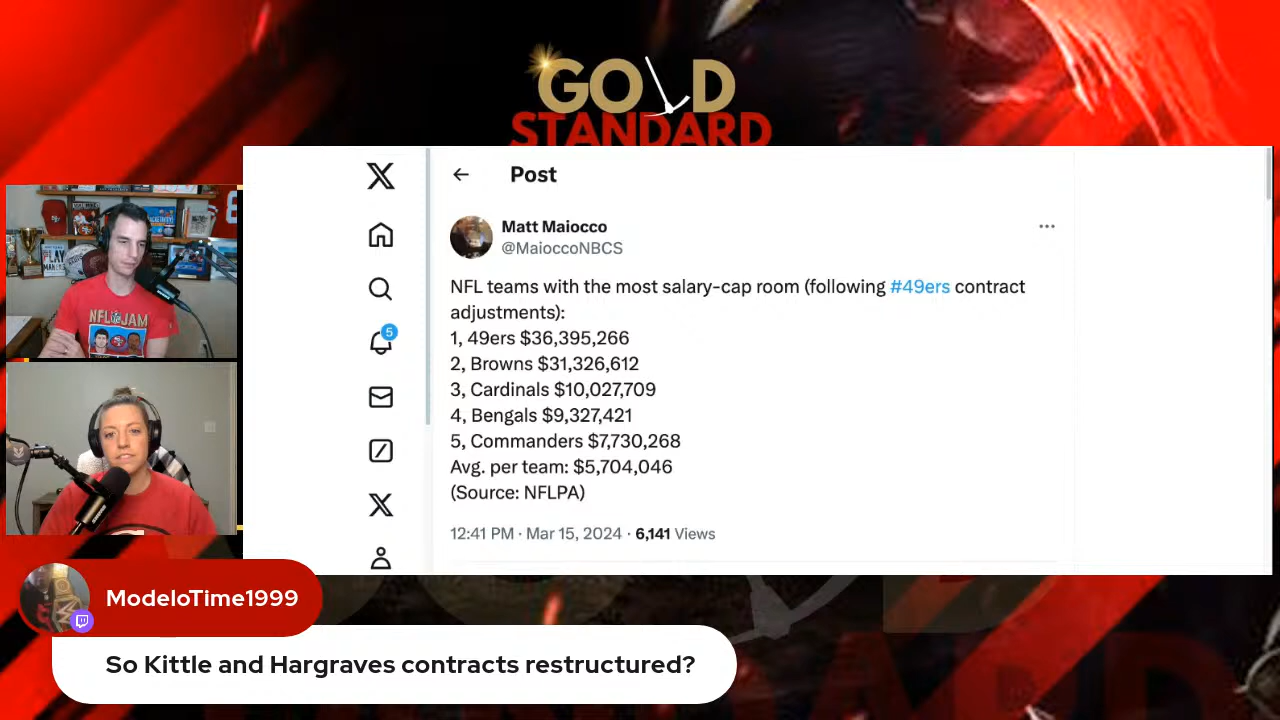 GOLD
STANDARD
Post
Matt Maiocco
@MaioccoNBCS
NFL teams with the most salary-cap room (following #49ers contract
adjustments):
1, 49ers $36,395,266
2, Browns $31,326,612
3, Cardinals $10,027,709
4, Bengals $9,327,421
5, Commanders $7,730,268
Avg. per team: $5,704,046
(Source: NFLPA)
12:41 PM · Mar 15, 2024 · 6,141 Views
5
NFL JAM
ModeloTime1999
So Kittle and Hargraves contracts restructured?